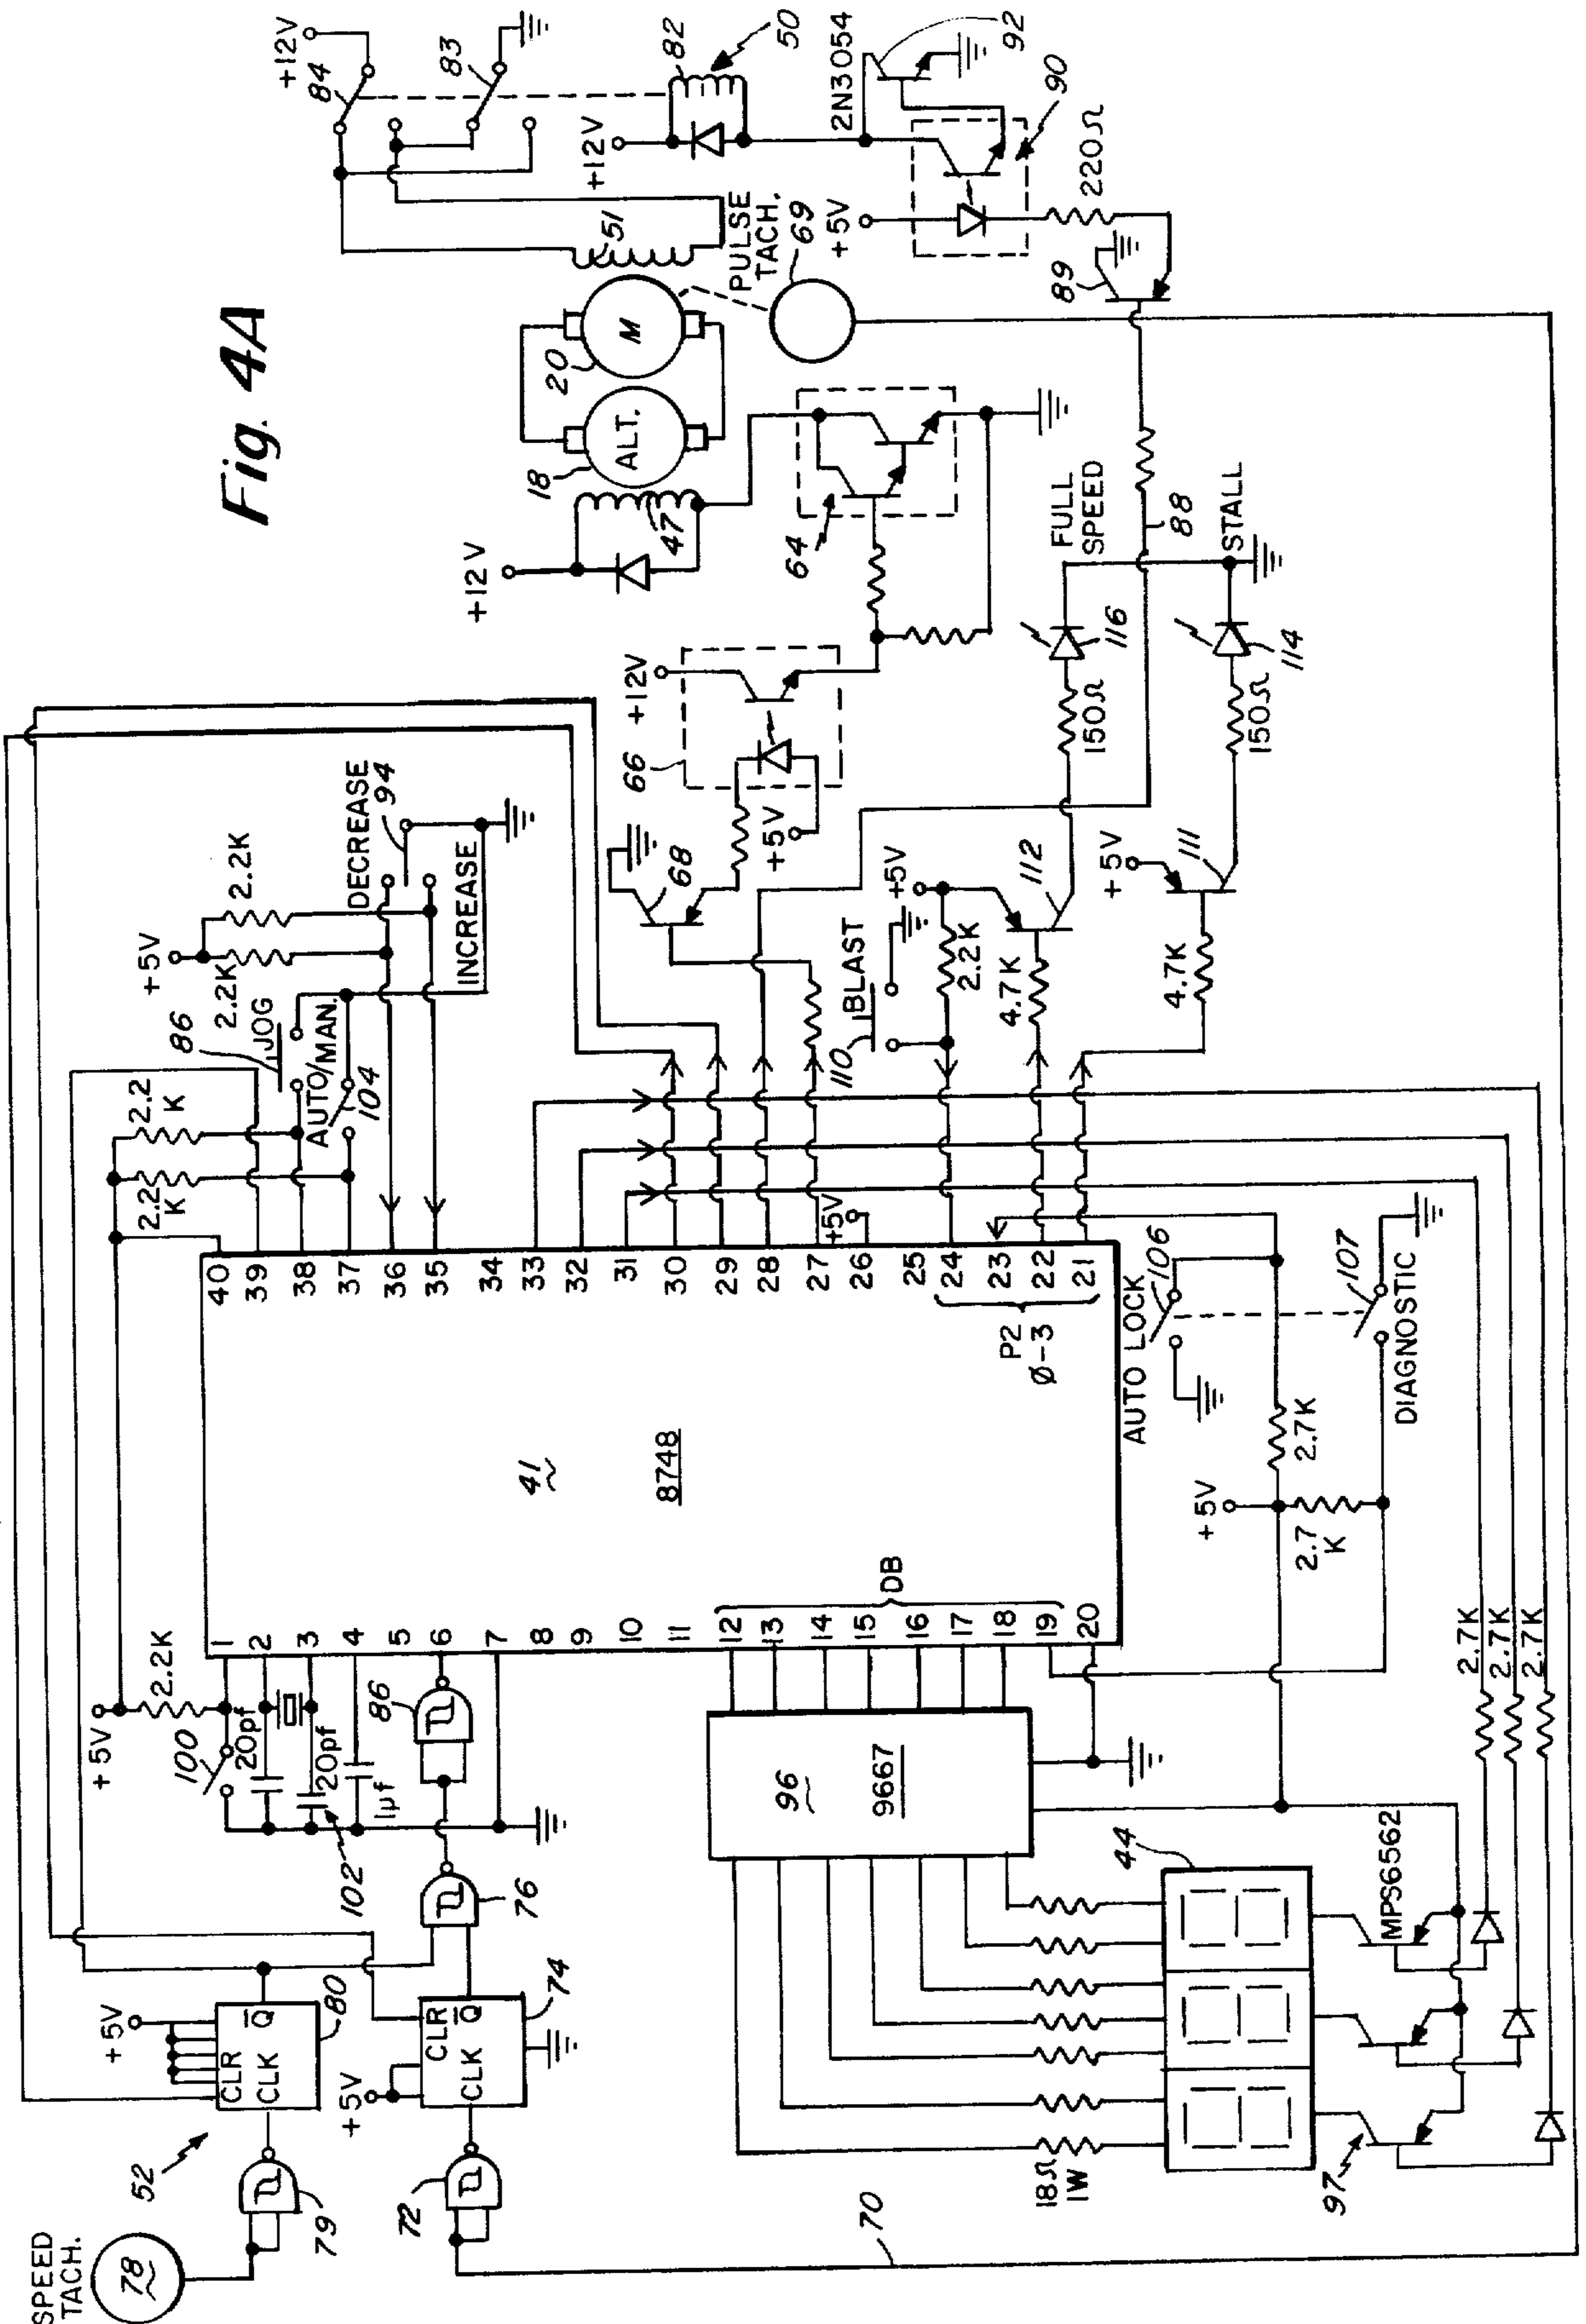 Fig. 4A
SPEED
TACH.
78
79
52
+5V
CLR
CLK
Q̅
80
72
+5V
CLR
CLK
Q̅
74
76
86
70
+5V
2.2K
100
20pf
20pf
102
1µf
1
2
3
4
5
6
7
8
9
10
11
12
13
14
15
16
17
18
19
20
DB
41
8748
40
39
38
37
36
35
34
33
32
31
30
29
28
27
26
25
24
23
22
21
P2
Ø-3
+5V
2.2
K
2.2
K
86
JOG
AUTO/MAN.
104
+5V
2.2K
2.2K
DECREASE
94
INCREASE
68
66
+12V
+5V
110
BLAST
+5V
2.2K
4.7K
112
4.7K
+5V
111
150Ω
116
FULL
SPEED
150Ω
114
STALL
88
89
+12V
47
64
18
ALT.
20
M
51
PULSE
TACH.
69
+12V
84
83
+12V
82
50
2N3054
92
90
+5V
220Ω
96
9667
18Ω
1W
44
97
MPS6562
2.7K
2.7K
2.7K
+5V
2.7K
2.7
K
AUTO LOCK
106
107
DIAGNOSTIC